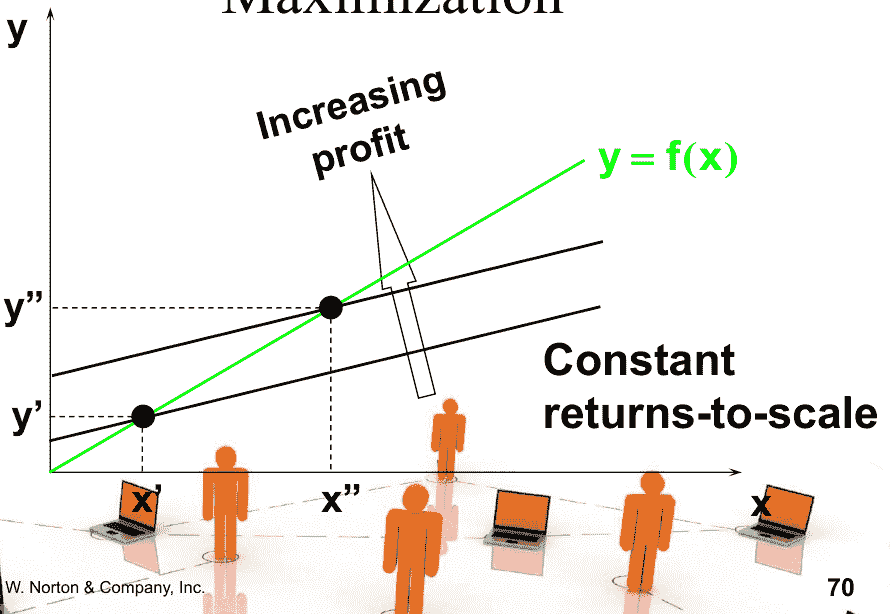 Maximization
y
Increasing
profit
y = f(x)
y”
Constant
y’
returns-to-scale
x’
x”
x
W. Norton & Company, Inc.
70